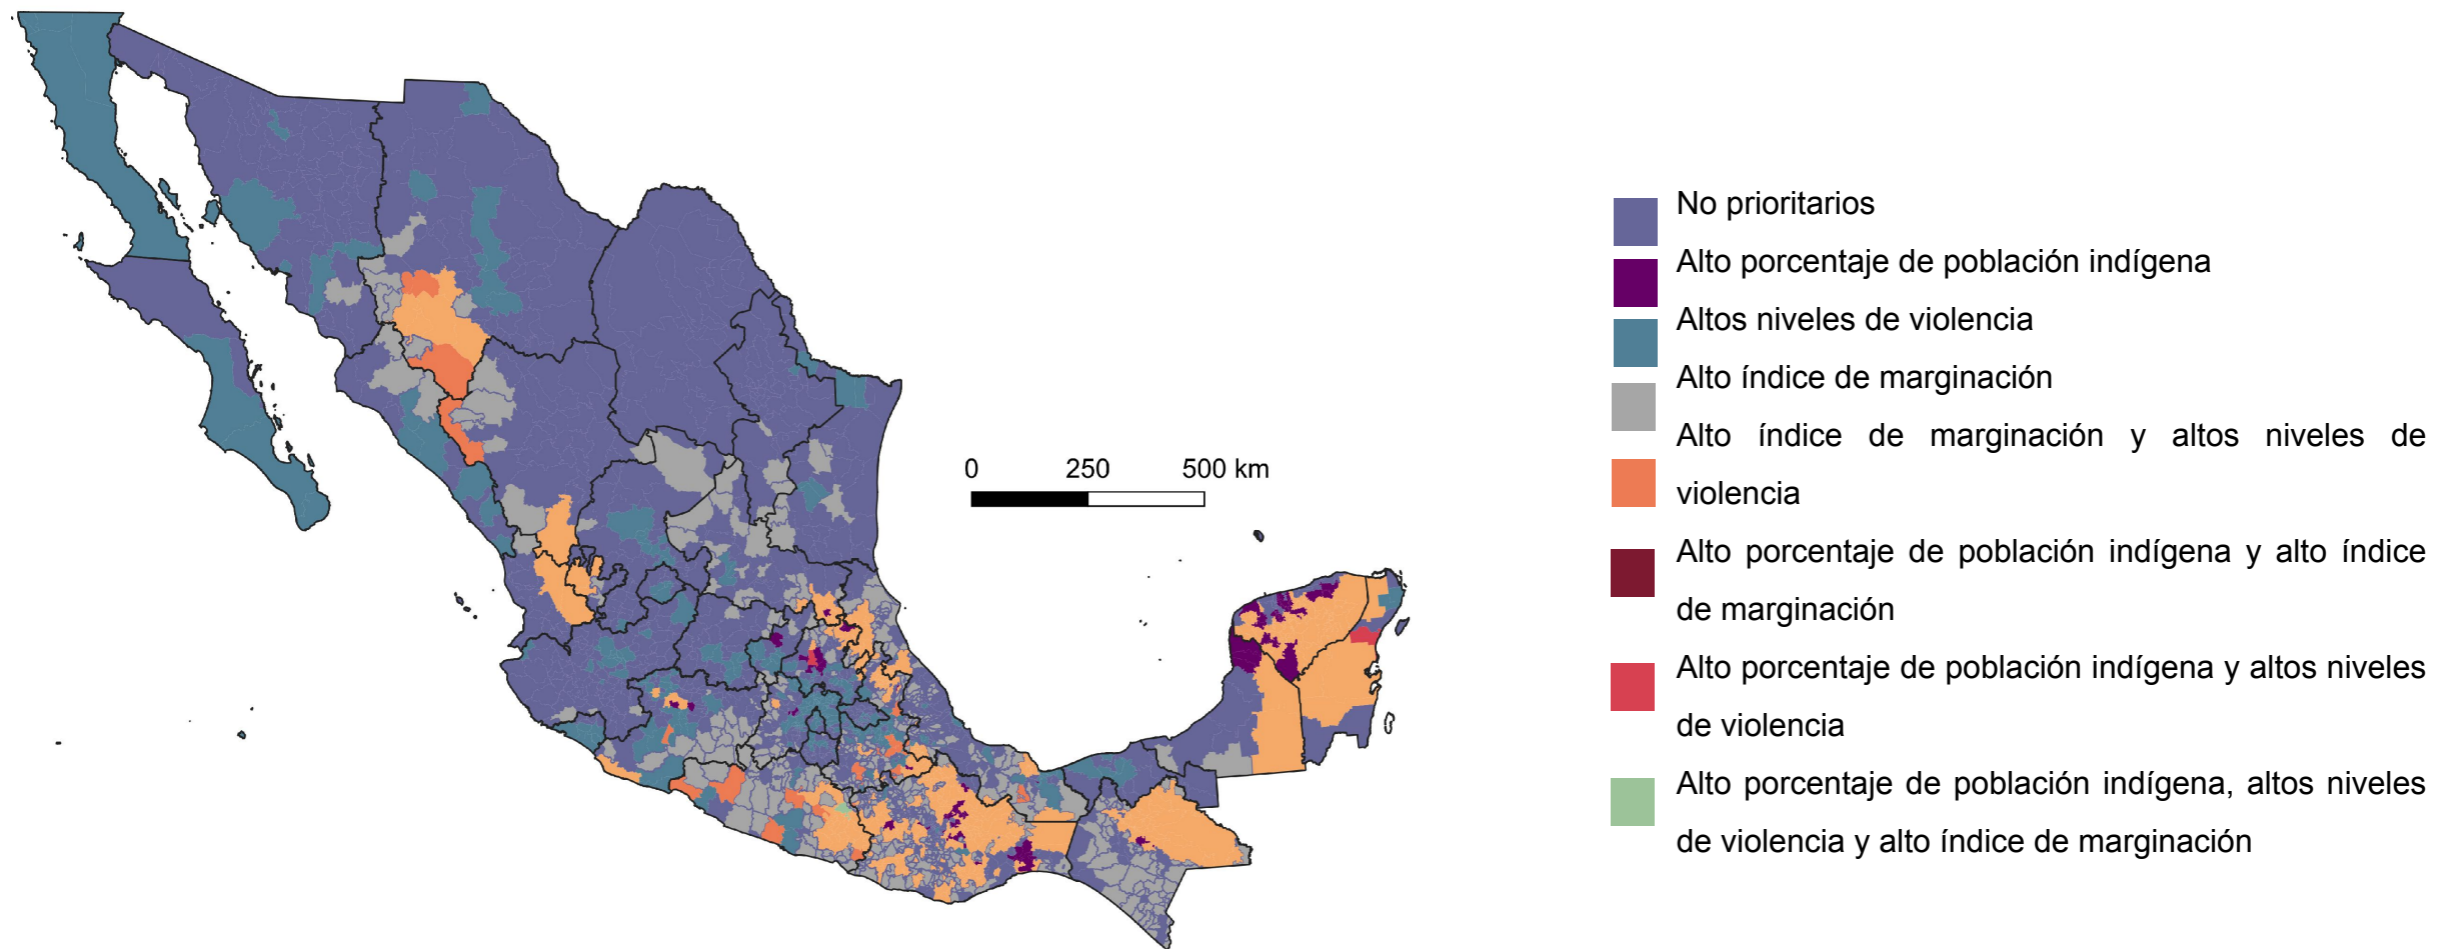 No prioritarios
Alto porcentaje de población indígena
Altos niveles de violencia
Alto índice de marginación
Alto índice de marginación y altos niveles de
violencia
Alto porcentaje de población indígena y alto índice
de marginación
Alto porcentaje de población indígena y altos niveles
de violencia
Alto porcentaje de población indígena, altos niveles
de violencia y alto índice de marginación
0 250 500 km